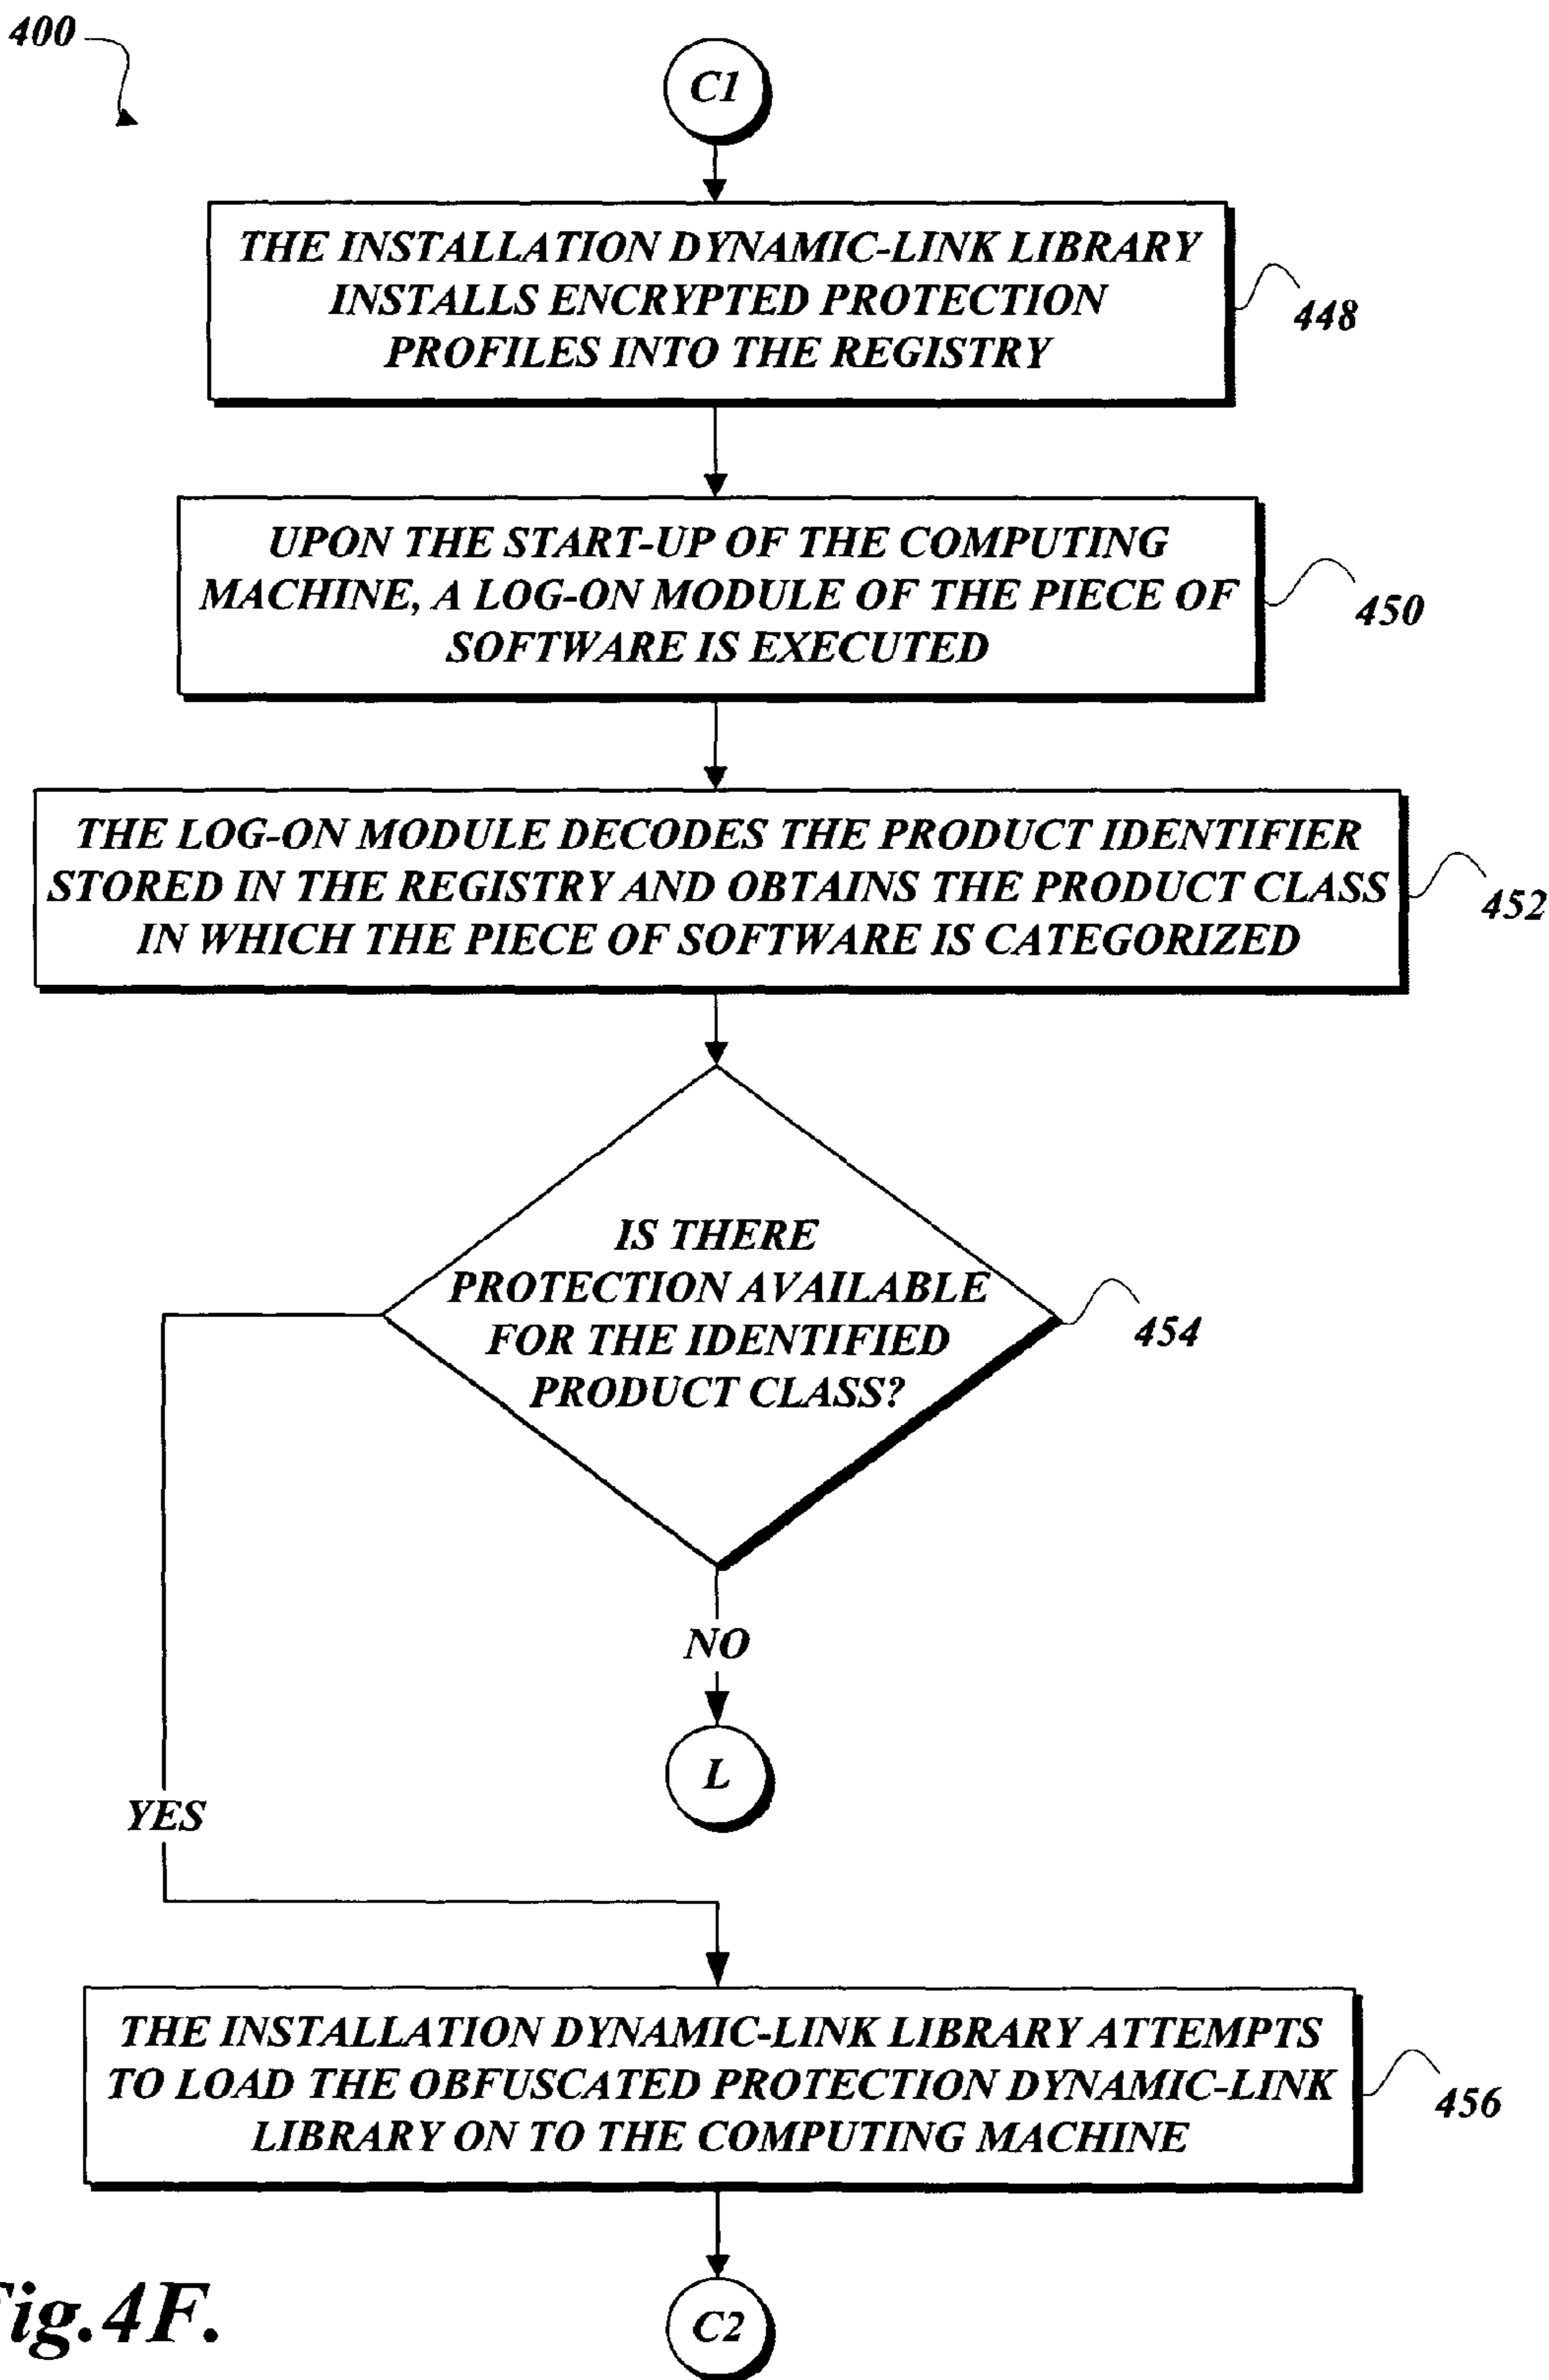 400
C1
THE INSTALLATION DYNAMIC-LINK LIBRARY
INSTALLS ENCRYPTED PROTECTION
PROFILES INTO THE REGISTRY
448
UPON THE START-UP OF THE COMPUTING
MACHINE, A LOG-ON MODULE OF THE PIECE OF
SOFTWARE IS EXECUTED
450
THE LOG-ON MODULE DECODES THE PRODUCT IDENTIFIER
STORED IN THE REGISTRY AND OBTAINS THE PRODUCT CLASS
IN WHICH THE PIECE OF SOFTWARE IS CATEGORIZED
452
IS THERE
PROTECTION AVAILABLE
FOR THE IDENTIFIED
PRODUCT CLASS?
454
NO
L
YES
THE INSTALLATION DYNAMIC-LINK LIBRARY ATTEMPTS
TO LOAD THE OBFUSCATED PROTECTION DYNAMIC-LINK
LIBRARY ON TO THE COMPUTING MACHINE
456
Fig.4F.
C2